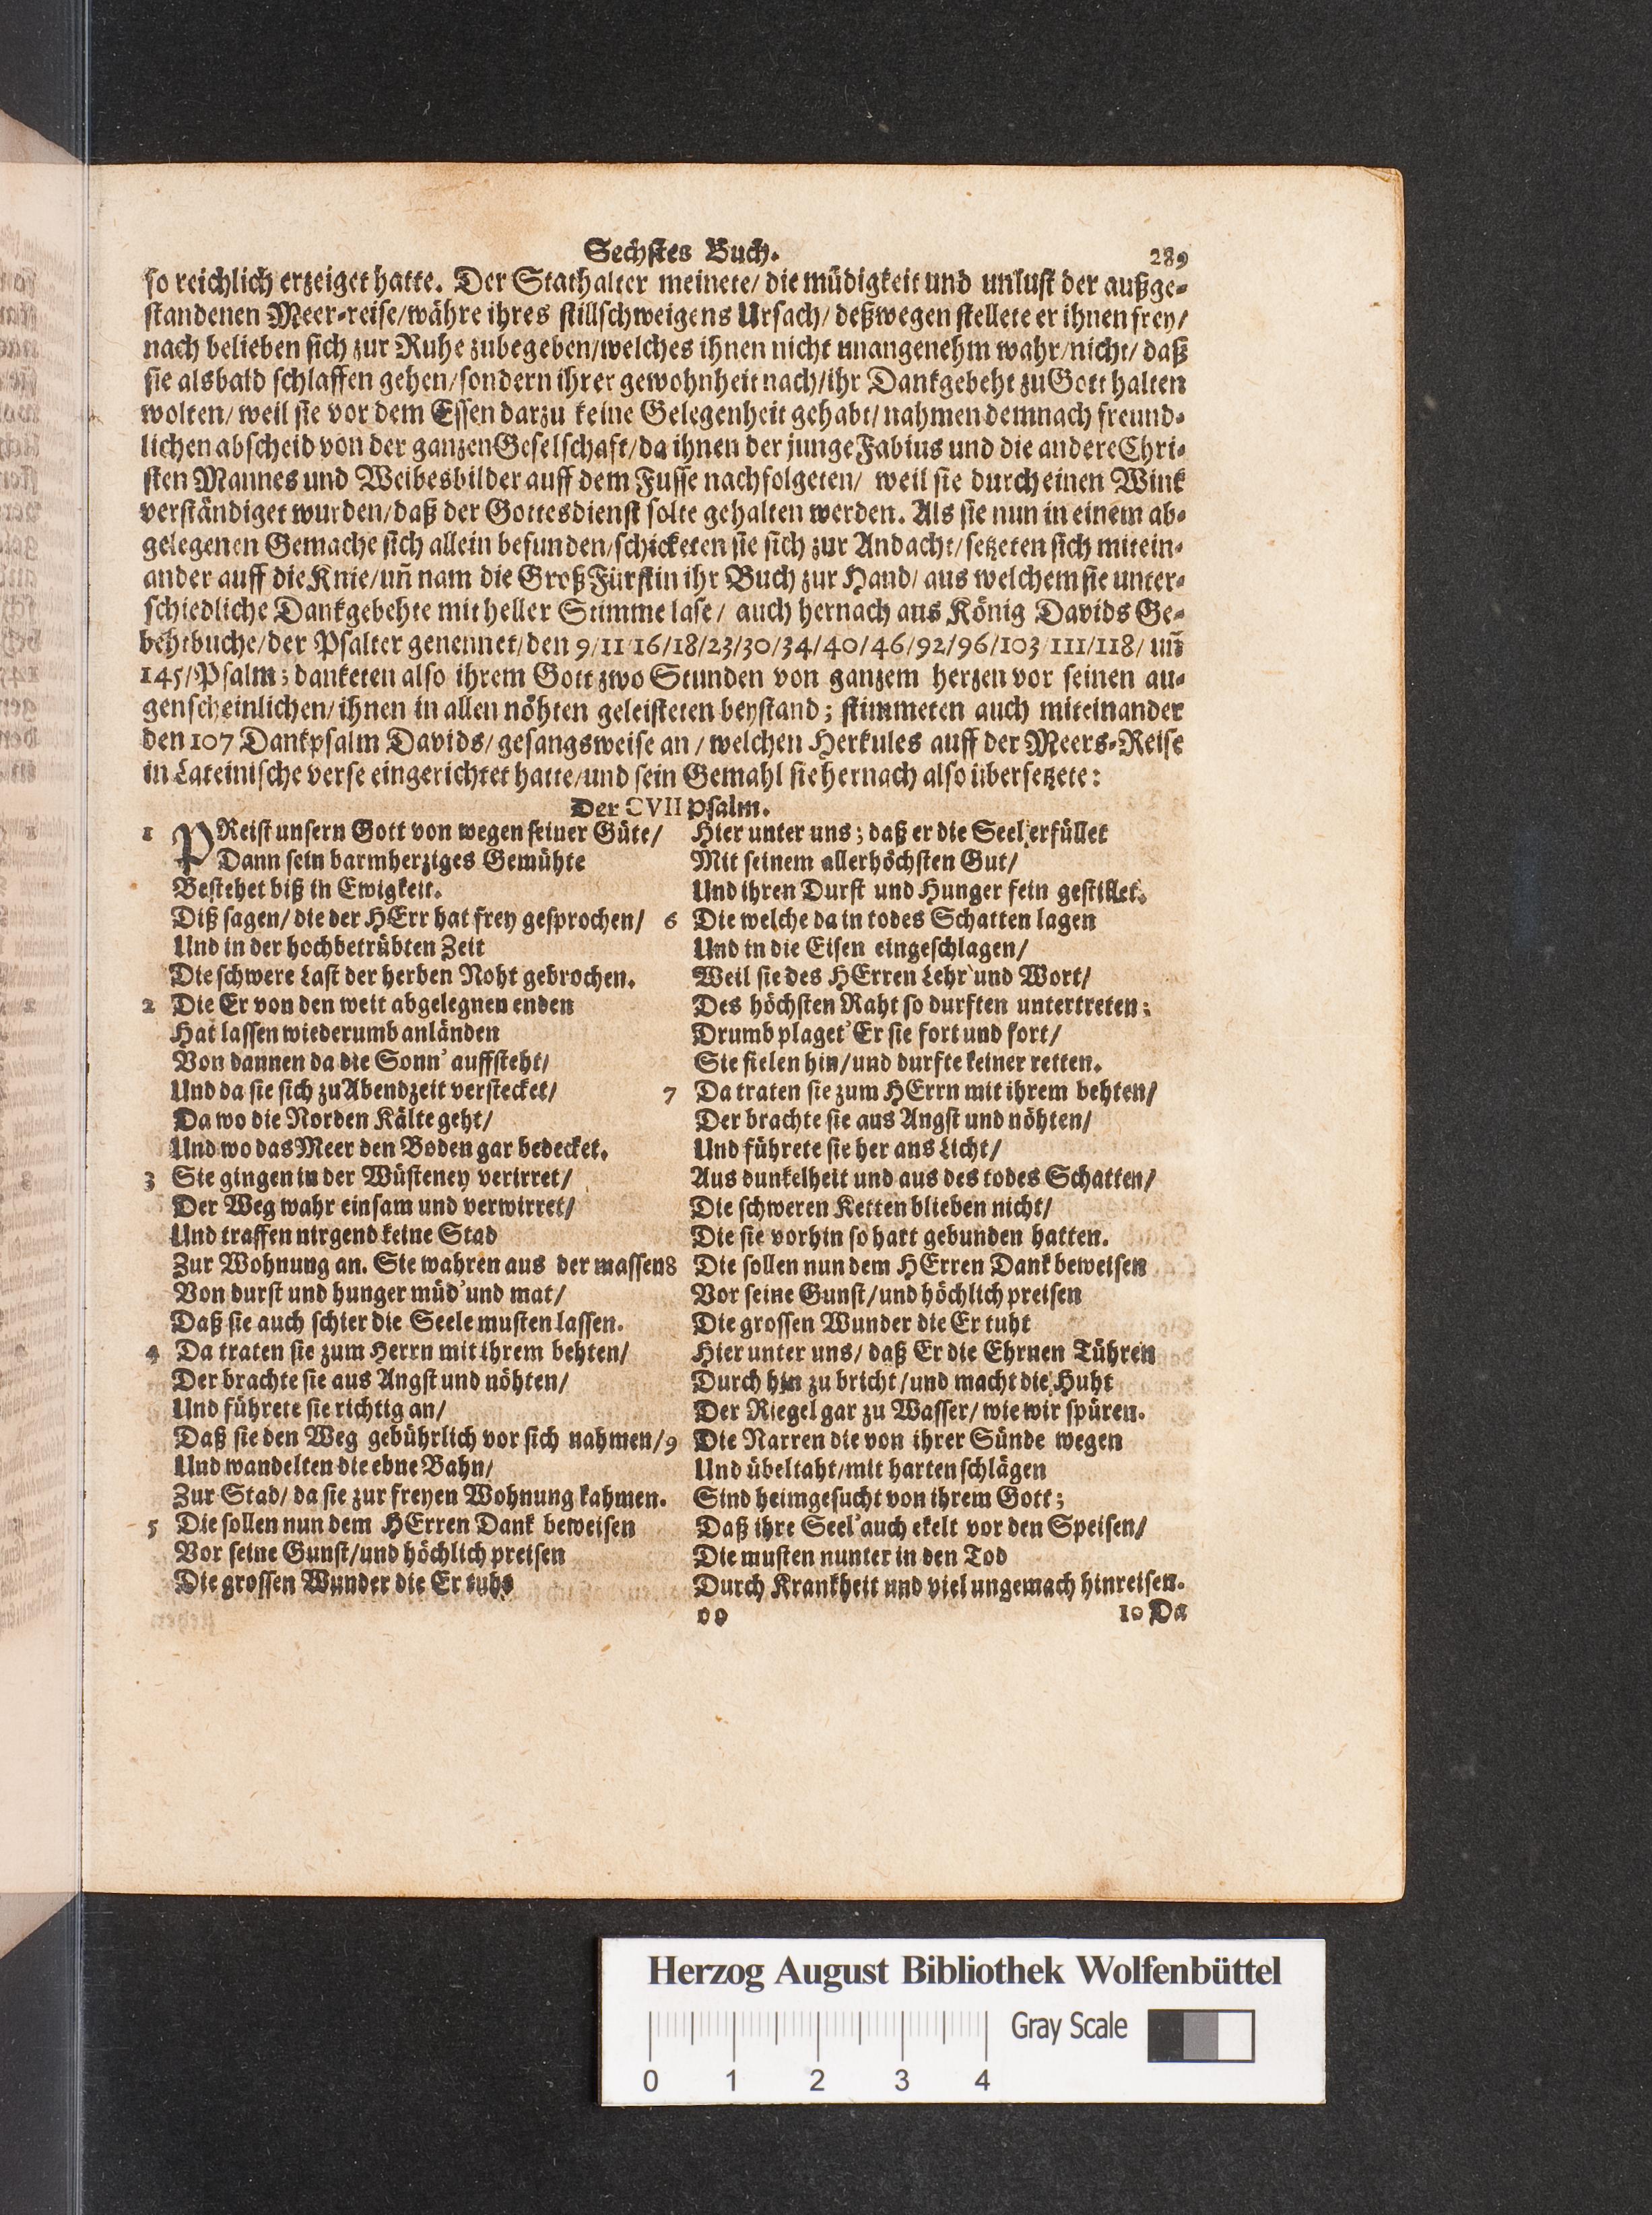 Sechstes Buch. 289
so reichlich erzeiget hatte. Der Stathalter meinete/ die müdigkeit und unlust der außge-
standenen Meer-reise/währe ihres stillschweigens Ursach/ deßwegen stellete er ihnen frey/
nach belieben sich zur Ruhe zubegeben/welches ihnen nicht unangenehm wahr/nicht/ daß
sie alsbald schlaffen gehen/sondern ihrer gewohnheit nach/ihr Dankgebeht zu Gott halten
wolten/ weil sie vor dem Essen darzu keine Gelegenheit gehabt/ nahmen demnach freund-
lichen abscheid von der ganzen Geselschaft/da ihnen der junge Fabius und die andere Chri-
sten Mannes und Weibesbilder auff dem Fusse nachfolgeten/ weil sie durch einen Wink
verständiget wurden/daß der Gottesdienst solte gehalten werden. Als sie nun in einem ab-
gelegenen Gemache sich allein befunden/schicketen sie sich zur Andacht/setzeten sich mitein-
ander auff die Knie/uñ nam die GroßFürstin ihr Buch zur Hand/ aus welchem sie unter-
schiedliche Dankgebehte mit heller Stimme lase/ auch hernach aus König Davids Ge-
behtbuche/der Psalter genennet/den 9/11/16/18/23/30/34/40/46/92/96/103/111/118/ uñ
145/Psalm; danketen also ihrem Gott zwo Stunden von ganzem herzen vor seinen au-
genscheinlichen/ihnen in allen nöhten geleisteten beystand; stimmeten auch miteinander
den 107 Dankpsalm Davids/gesangsweise an/welchen Herkules auff der Meers-Reise
in Lateinische verse eingerichtet hatte/und sein Gemahl sie hernach also übersetzete:
Der CVII Psalm.
1 PReist unsern Gott von wegen seiner Güte/
Dann sein barmherziges Gemühte
Bestehet biß in Ewigkeit.
Diß sagen/ die der HErr hat frey gesprochen/
Und in der hochbetrübten Zeit
Die schwere Last der herben Noht gebrochen.
2 Die Er von den weit abgelegnen enden
Hat lassen wiederumb anländen
Von dannen da die Sonn' auffsteht/
Und da sie sich zu Abendzeit verstecket/
Da wo die Norden Kälte geht/
Und wo das Meer den Boden gar bedecket.
3 Sie gingen in der Wüsteney verirret/
Der Weg wahr einsam und verwirret/
Und traffen nirgend keine Stad
Zur Wohnung an. Sie wahren aus der massen
Von durst und hunger müd' und mat/
Daß sie auch schier die Seele musten lassen.
4 Da traten sie zum Herrn mit ihrem behten/
Der brachte sie aus Angst und nöhten/
Und führete sie richtig an/
Daß sie den Weg gebührlich vor sich nahmen/
Und wandelten die ebne Bahn/
Zur Stad/ da sie zur freyen Wohnung kahmen.
5 Die sollen nun dem HErren Dank beweisen
Vor seine Gunst/und höchlich preisen
Die grossen Wunder die Er tuht
Hier unter uns; daß er die Seel erfüllet
Mit seinem allerhöchsten Gut/
Und ihren Durst und Hunger fein gestillet.
6 Die welche da in todes Schatten lagen
Und in die Eisen eingeschlagen/
Weil sie des HErren Lehr' und Wort/
Des höchsten Raht so durften untertreten;
Drumb plaget' Er sie fort und fort/
Sie fielen hin/und durfte keiner retten.
7 Da traten sie zum HErrn mit ihrem behten/
Der brachte sie aus Angst und nöhten/
Und führete sie her ans Licht/
Aus dunkelheit und aus des todes Schatten/
Die schweren Ketten blieben nicht/
Die sie vorhin so hart gebunden hatten.
8 Die sollen nun dem HErren Dank beweisen
Vor seine Gunst/und höchlich preisen
Die grossen Wunder die Er tuht
Hier unter uns/ daß Er die Ehrnen Tühren
Durch hin zu bricht/und macht die Huht
Der Riegel gar zu Wasser/ wie wir spüren.
9 Die Narren die von ihrer Sünde wegen
Und übeltaht/mit harten schlägen
Sind heimgesucht von ihrem Gott;
Daß ihre Seel' auch ekelt vor den Speisen/
Die musten nunter in den Tod
Durch Krankheit und viel ungemach hinreisen.
oo 10 Da
Herzog August Bibliothek Wolfenbüttel
Gray Scale
0 1 2 3 4